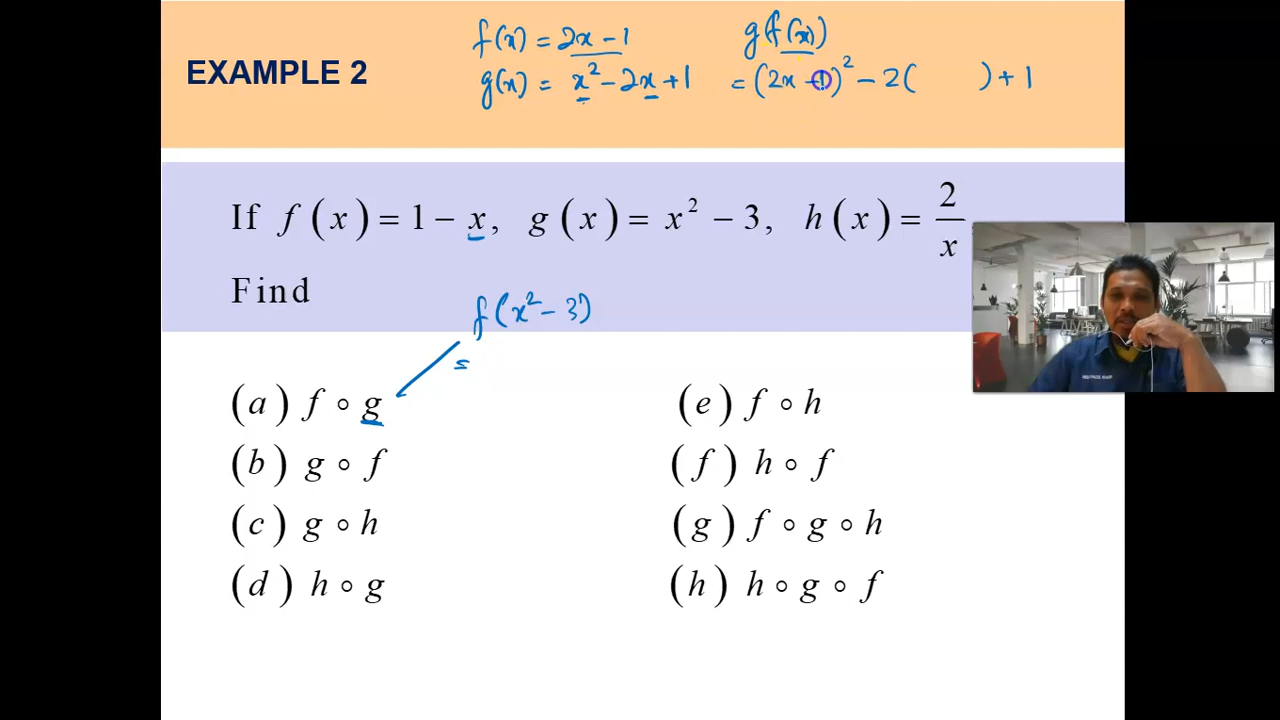 f(x) = 2x - 1 g(f(x))
EXAMPLE 2
g(x) = x² - 2x + 1 = (2x - 1)² - 2( ) + 1
If f(x) = 1 - x, g(x) = x² - 3, h(x) = 2/x
Find
f(x² - 3)
=
(a) f ∘ g
(b) g ∘ f
(c) g ∘ h
(d) h ∘ g
(e) f ∘ h
(f) h ∘ f
(g) f ∘ g ∘ h
(h) h ∘ g ∘ f